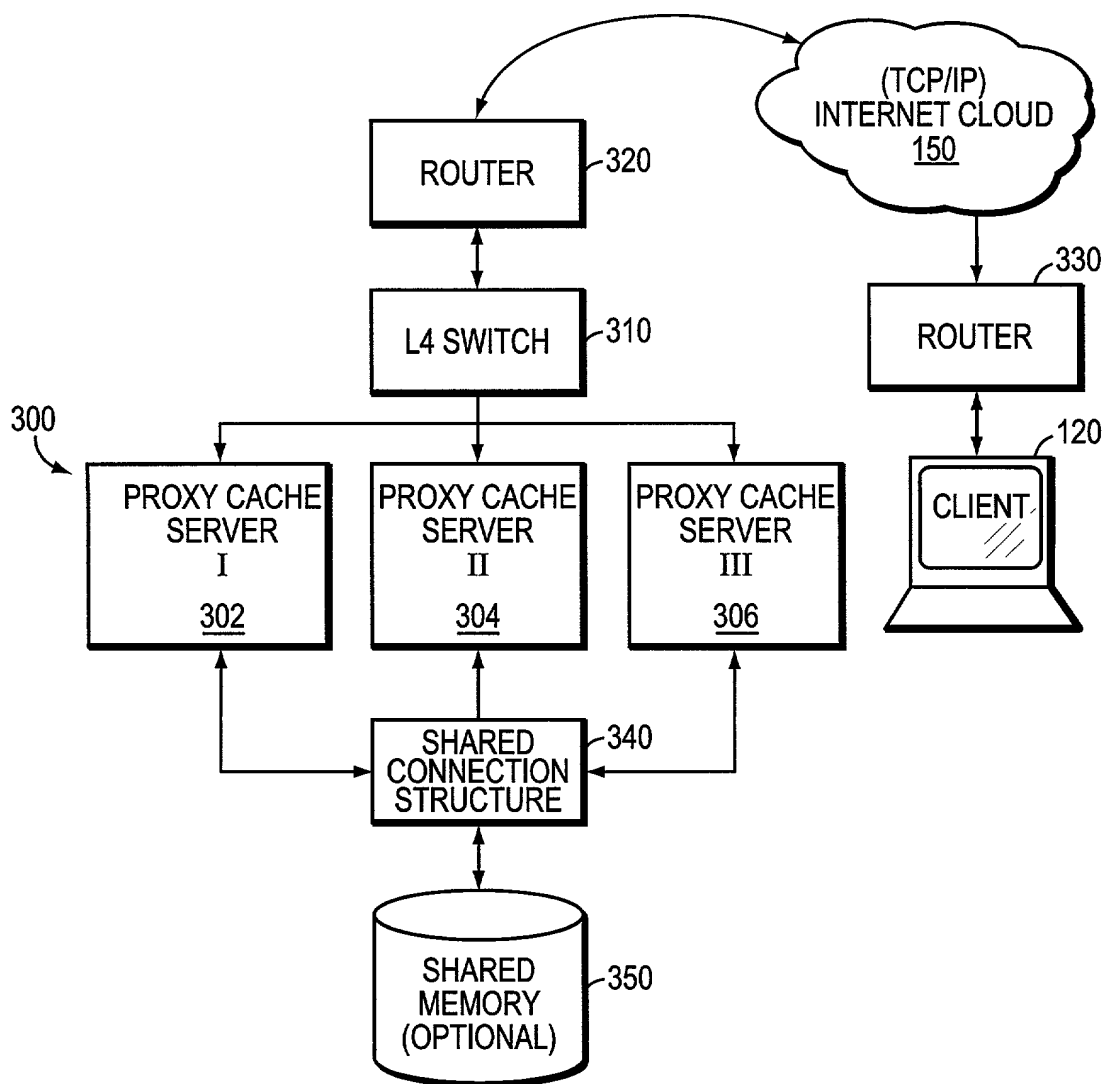 (TCP/IP)
INTERNET CLOUD
150
ROUTER
320
330
ROUTER
L4 SWITCH
310
300
120
CLIENT
PROXY CACHE
SERVER
I
302
PROXY CACHE
SERVER
II
304
PROXY CACHE
SERVER
III
306
SHARED
CONNECTION
STRUCTURE
340
SHARED
MEMORY
(OPTIONAL)
350